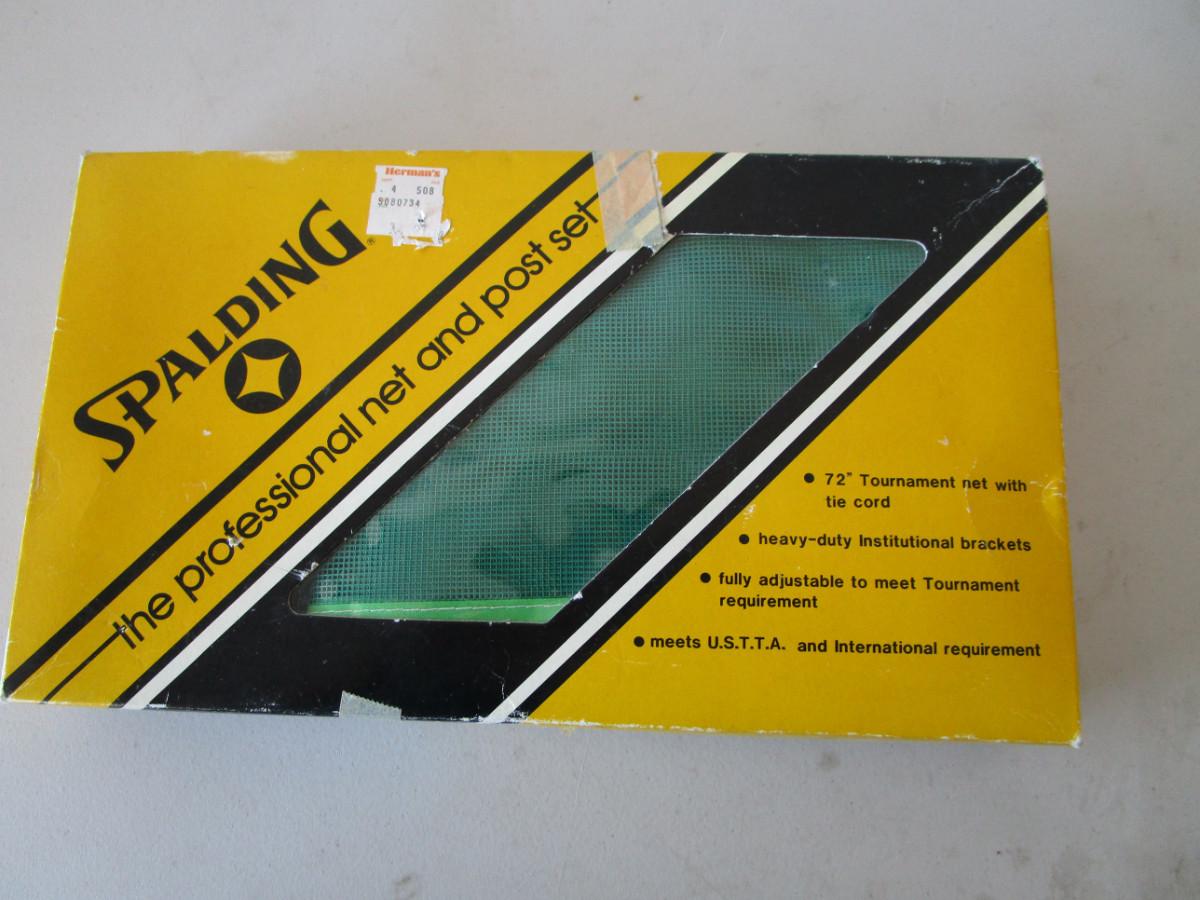 Herman's
4 508
9080734
SPALDING®
the professional net and post set
● 72" Tournament net with
tie cord
● heavy-duty Institutional brackets
● fully adjustable to meet Tournament
requirement
● meets U.S.T.T.A. and International requirement